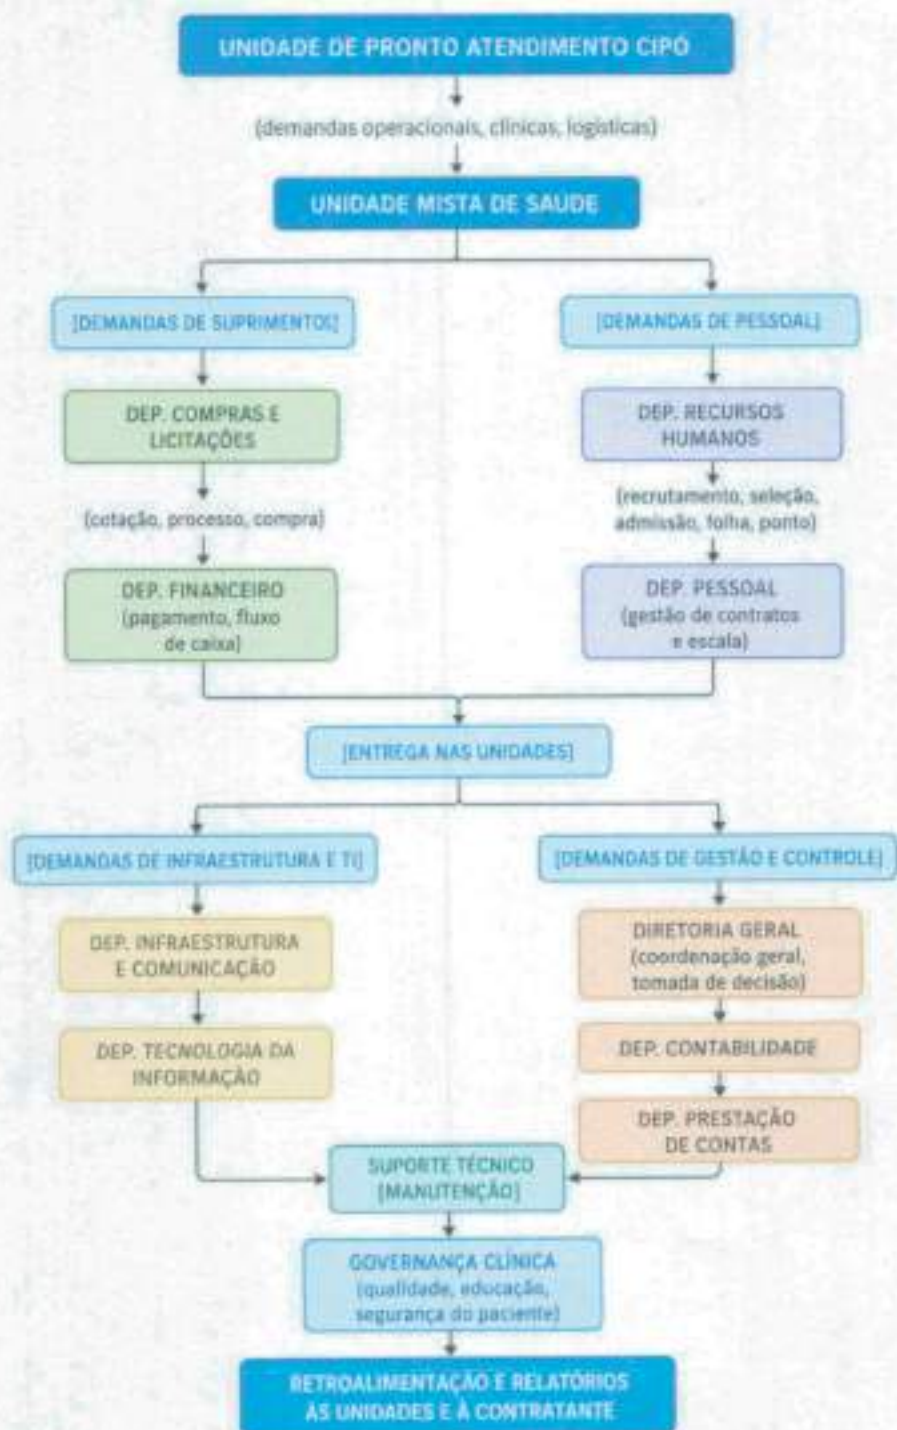 UNIDADE DE PRONTO ATENDIMENTO CIPÓ
(demandas operacionais, clínicas, logísticas)
UNIDADE MISTA DE SAÚDE
[DEMANDAS DE SUPRIMENTOS]
[DEMANDAS DE PESSOAL]
DEP. COMPRAS E
LICITAÇÕES
DEP. RECURSOS
HUMANOS
(cotação, processo, compra)
(recrutamento, seleção,
admissão, folha, ponto)
DEP. FINANCEIRO
(pagamento, fluxo
de caixa)
DEP. PESSOAL
(gestão de contratos
e escala)
[ENTREGA NAS UNIDADES]
[DEMANDAS DE INFRAESTRUTURA E TI]
[DEMANDAS DE GESTÃO E CONTROLE]
DEP. INFRAESTRUTURA
E COMUNICAÇÃO
DIRETORIA GERAL
(coordenação geral,
tomada de decisão)
DEP. TECNOLOGIA DA
INFORMAÇÃO
DEP. CONTABILIDADE
DEP. PRESTAÇÃO
DE CONTAS
SUPORTE TÉCNICO
[MANUTENÇÃO]
GOVERNANÇA CLÍNICA
(qualidade, educação,
segurança do paciente)
RETROALIMENTAÇÃO E RELATÓRIOS
ÀS UNIDADES E À CONTRATANTE